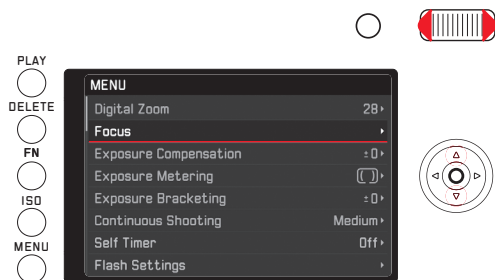 PLAY
DELETE
FN
ISO
MENU
MENU
Digital Zoom 28
Focus
Exposure Compensation ±0
Exposure Metering
Exposure Bracketing ±0
Continuous Shooting Medium
Self Timer Off
Flash Settings